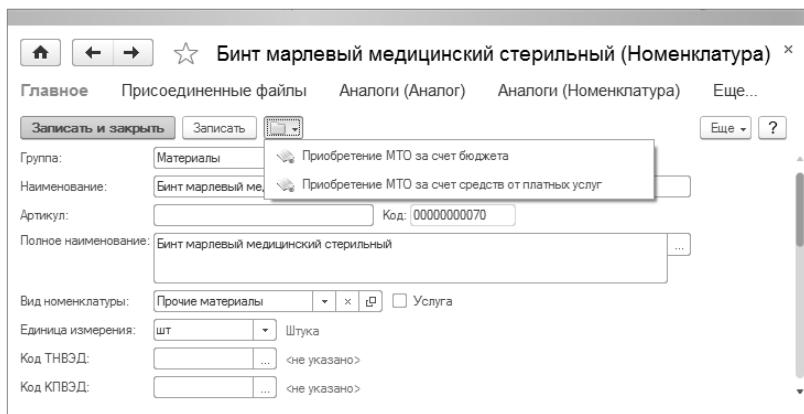 Бинт марлевый медицинский стерильный (Номенклатура) ×
Главное Присоединенные файлы Аналоги (Аналог) Аналоги (Номенклатура) Еще...
Записать и закрыть Записать Еще ?
Приобретение МТО за счет бюджета
Приобретение МТО за счет средств от платных услуг
Группа: Материалы
Наименование: Бинт марлевый
Артикул: Код: 00000000070
Полное наименование: Бинт марлевый медицинский стерильный ...
Вид номенклатуры: Прочие материалы × Услуга
Единица измерения: шт Штука
Код ТНВЭД: ... <не указано>
Код КПВЭД: ... <не указано>